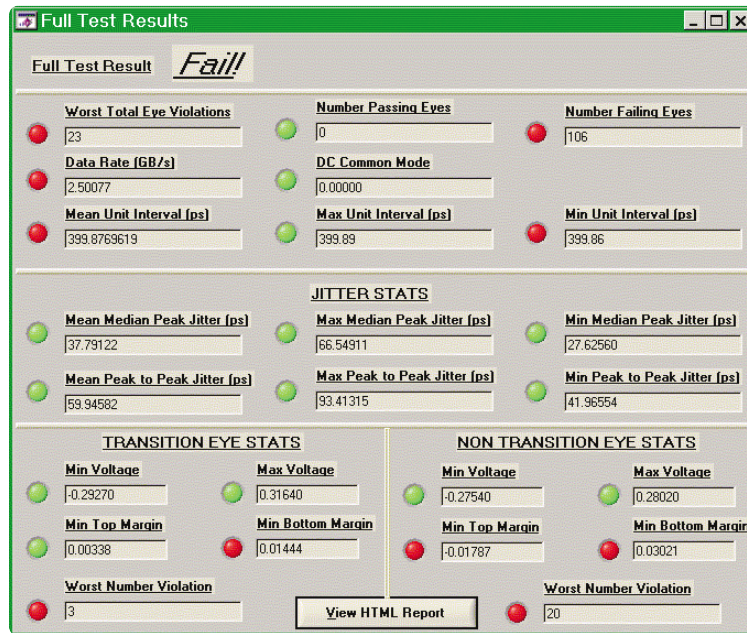 Full Test Results
Full Test Result Fail!
Worst Total Eye Violations Number Passing Eyes Number Failing Eyes
23 0 106
Data Rate (GB/s) DC Common Mode
2.50077 0.00000
Mean Unit Interval (ps) Max Unit Interval (ps) Min Unit Interval (ps)
399.8769619 399.89 399.86
JITTER STATS
Mean Median Peak Jitter (ps) Max Median Peak Jitter (ps) Min Median Peak Jitter (ps)
37.79122 66.54911 27.62560
Mean Peak to Peak Jitter (ps) Max Peak to Peak Jitter (ps) Min Peak to Peak Jitter (ps)
59.94582 93.41315 41.96554
TRANSITION EYE STATS
Min Voltage Max Voltage
-0.29270 0.31640
Min Top Margin Min Bottom Margin
0.00338 0.01444
Worst Number Violation
3
NON TRANSITION EYE STATS
Min Voltage Max Voltage
-0.27540 0.28020
Min Top Margin Min Bottom Margin
-0.01787 0.03021
Worst Number Violation
20
View HTML Report